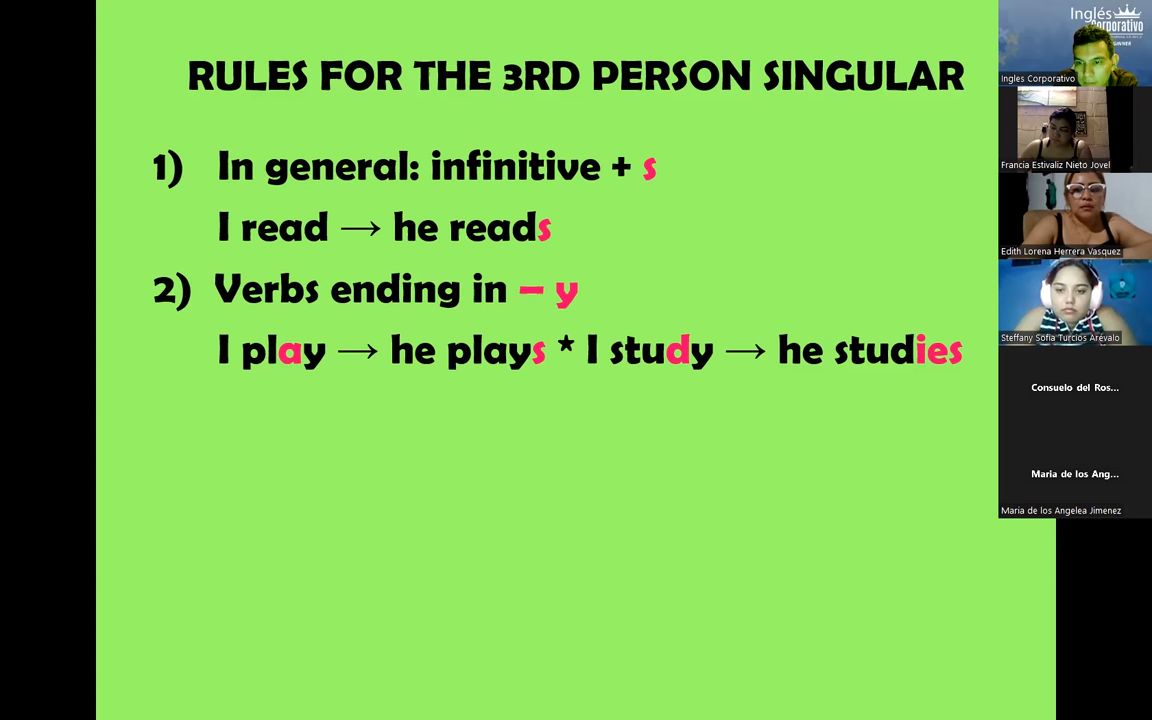 RULES FOR THE 3RD PERSON SINGULAR
1) In general: infinitive + s
I read → he reads
2) Verbs ending in – y
I play → he plays * I study → he studies
Inglés
Corporativo
Ingles Corporativo
Francia Estivaliz Nieto Jovel
Edith Lorena Herrera Vasquez
Steffany Sofia Turcios Arévalo
Consuelo del Ros...
Maria de los Ang...
Maria de los Angelea Jimenez